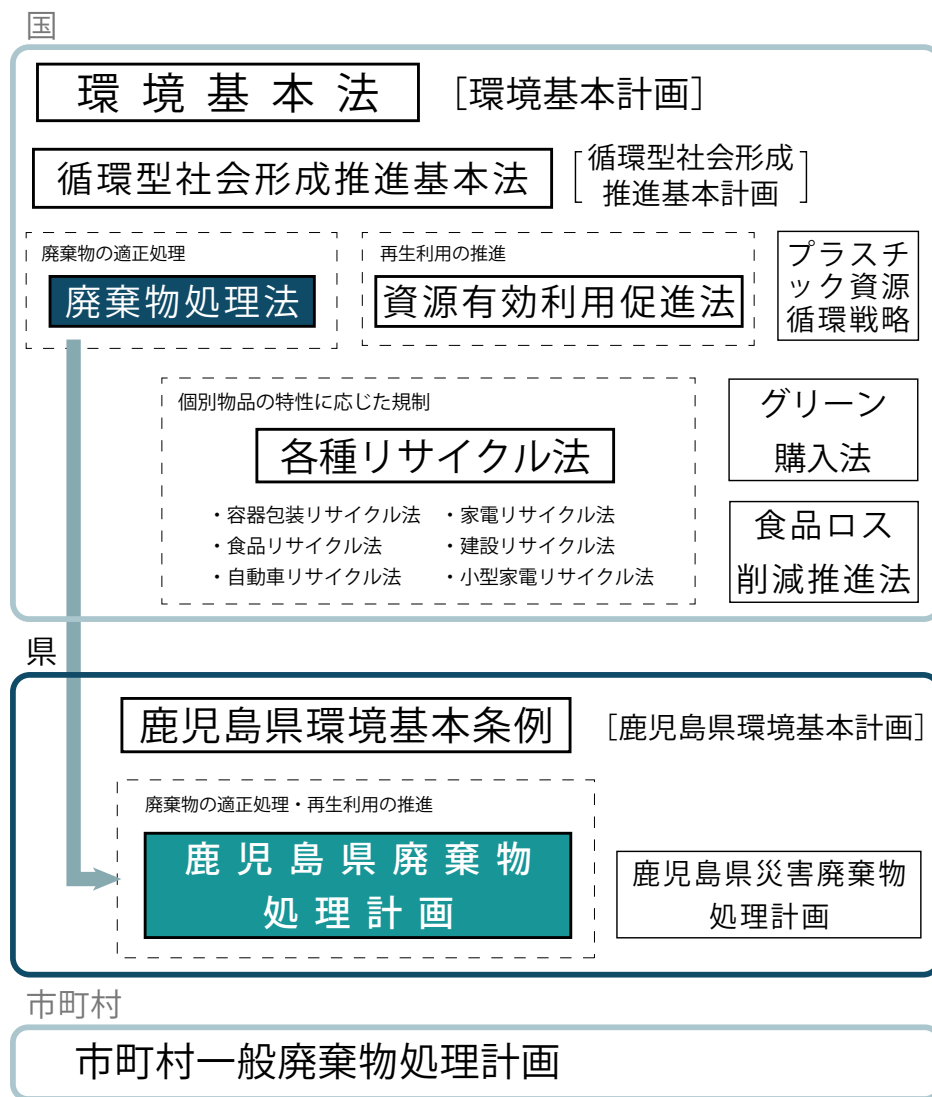 国
環境基本法
［環境基本計画］
循環型社会形成推進基本法
循環型社会形成
推進基本計画
廃棄物の適正処理
廃棄物処理法
再生利用の推進
資源有効利用促進法
プラスチ
ック資源
循環戦略
個別物品の特性に応じた規制
各種リサイクル法
・容器包装リサイクル法
・家電リサイクル法
・食品リサイクル法
・建設リサイクル法
・自動車リサイクル法
・小型家電リサイクル法
グリーン
購入法
食品ロス
削減推進法
県
鹿児島県環境基本条例
［鹿児島県環境基本計画］
廃棄物の適正処理・再生利用の推進
鹿児島県廃棄物
処理計画
鹿児島県災害廃棄物
処理計画
市町村
市町村一般廃棄物処理計画